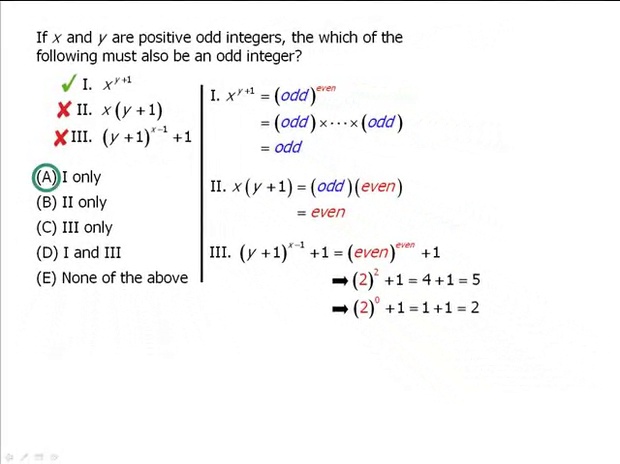 If x and y are positive odd integers, the which of the
following must also be an odd integer?
✓ I. x^(y+1)
✗ II. x(y+1)
✗ III. (y+1)^(x−1) +1
(A) I only
(B) II only
(C) III only
(D) I and III
(E) None of the above
I. x^(y+1) = (odd)^even
= (odd)×⋯×(odd)
= odd
II. x(y+1) = (odd)(even)
= even
III. (y+1)^(x−1) +1 = (even)^even +1
➡ (2)^2 +1 = 4+1 = 5
➡ (2)^0 +1 = 1+1 = 2